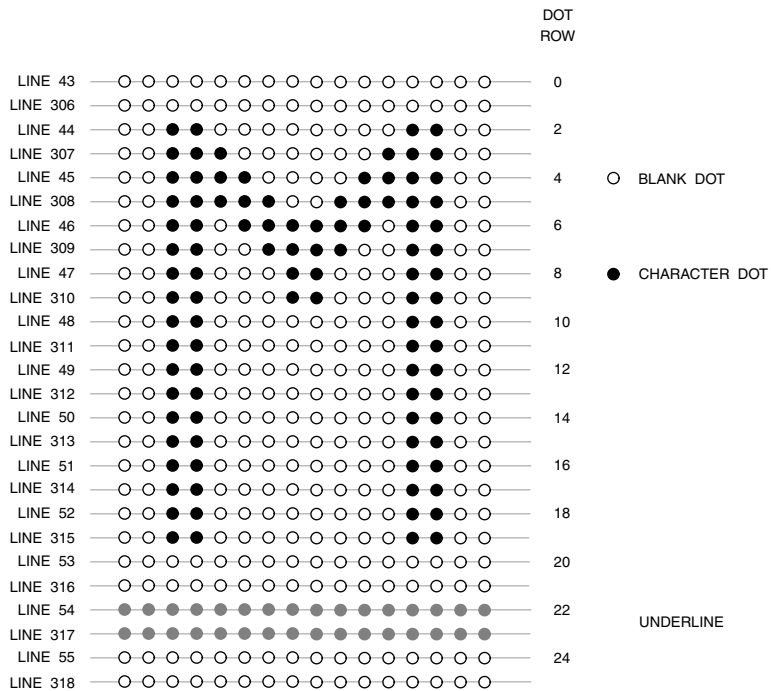 DOT
ROW
LINE 43 0
LINE 306
LINE 44 2
LINE 307
LINE 45 4 BLANK DOT
LINE 308
LINE 46 6
LINE 309
LINE 47 8 CHARACTER DOT
LINE 310
LINE 48 10
LINE 311
LINE 49 12
LINE 312
LINE 50 14
LINE 313
LINE 51 16
LINE 314
LINE 52 18
LINE 315
LINE 53 20
LINE 316
LINE 54 22
UNDERLINE
LINE 317
LINE 55 24
LINE 318